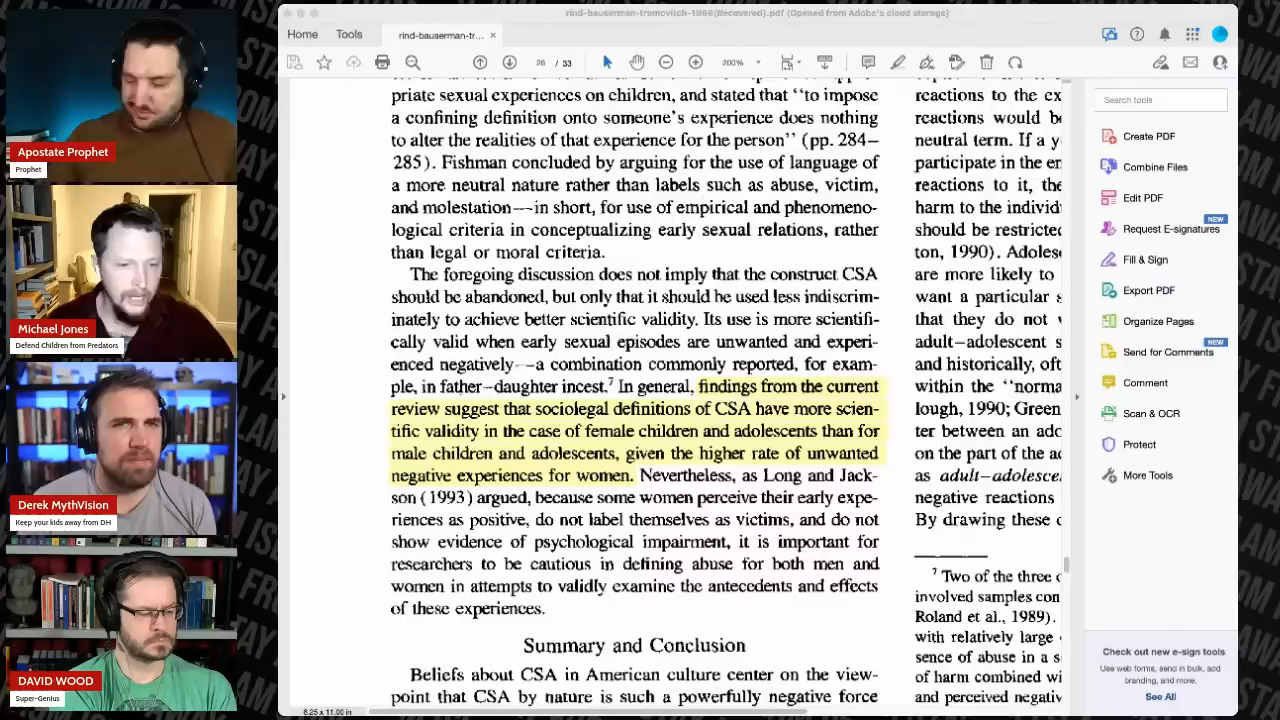 rind-bauserman-tromovitch-1998(Recovered).pdf (Opened from Adobe's cloud storage)
Home Tools rind-bauserman-tr... ×
26 / 33 200%
priate sexual experiences on children, and stated that ‘‘to impose
a confining definition onto someone’s experience does nothing
to alter the realities of that experience for the person’’ (pp. 284–
285). Fishman concluded by arguing for the use of language of
a more neutral nature rather than labels such as abuse, victim,
and molestation—in short, for use of empirical and phenomeno-
logical criteria in conceptualizing early sexual relations, rather
than legal or moral criteria.
The foregoing discussion does not imply that the construct CSA
should be abandoned, but only that it should be used less indiscrim-
inately to achieve better scientific validity. Its use is more scientifi-
cally valid when early sexual episodes are unwanted and experi-
enced negatively—a combination commonly reported, for exam-
ple, in father–daughter incest.7 In general, findings from the current
review suggest that sociolegal definitions of CSA have more scien-
tific validity in the case of female children and adolescents than for
male children and adolescents, given the higher rate of unwanted
negative experiences for women. Nevertheless, as Long and Jack-
son (1993) argued, because some women perceive their early expe-
riences as positive, do not label themselves as victims, and do not
show evidence of psychological impairment, it is important for
researchers to be cautious in defining abuse for both men and
women in attempts to validly examine the antecedents and effects
of these experiences.
Summary and Conclusion
Beliefs about CSA in American culture center on the view-
point that CSA by nature is such a powerfully negative force
8.25 x 11.00 in
reactions to the ex
reactions would b
neutral term. If a y
participate in the en
reactions to it, the
harm to the individ
should be restricted
ton, 1990). Adoles
are more likely to
want a particular s
that they do not
adult–adolescent s
and historically, oft
within the ‘‘norma
lough, 1990; Green
ter between an ado
on the part of the ad
as adult–adolesce
negative reactions
By drawing these d
7 Two of the three c
involved samples con
Roland et al., 1989).
with relatively large
sence of abuse in a s
of harm combined wi
and perceived negativ
Search tools
Create PDF
Combine Files
Edit PDF
NEW
Request E-signatures
Fill & Sign
Export PDF
Organize Pages
NEW
Send for Comments
Comment
Scan & OCR
Protect
More Tools
Check out new e-sign tools
Use web forms, send in bulk, add
branding, and more.
See All
Apostate Prophet
Prophet
Michael Jones
Defend Children from Predators
Derek MythVision
Keep your kids away from DH
DAVID WOOD
Super-Genius